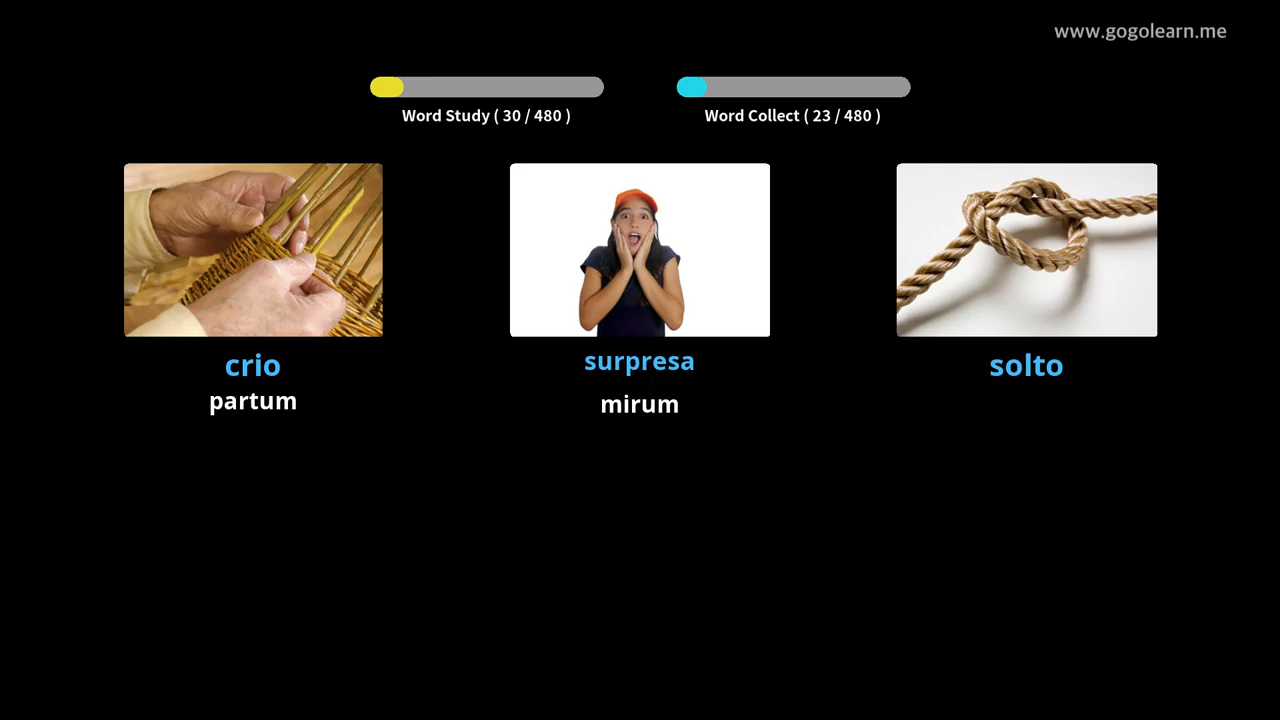 www.gogolearn.me
Word Study ( 30 / 480 )
Word Collect ( 23 / 480 )
crio
partum
surpresa
mirum
solto